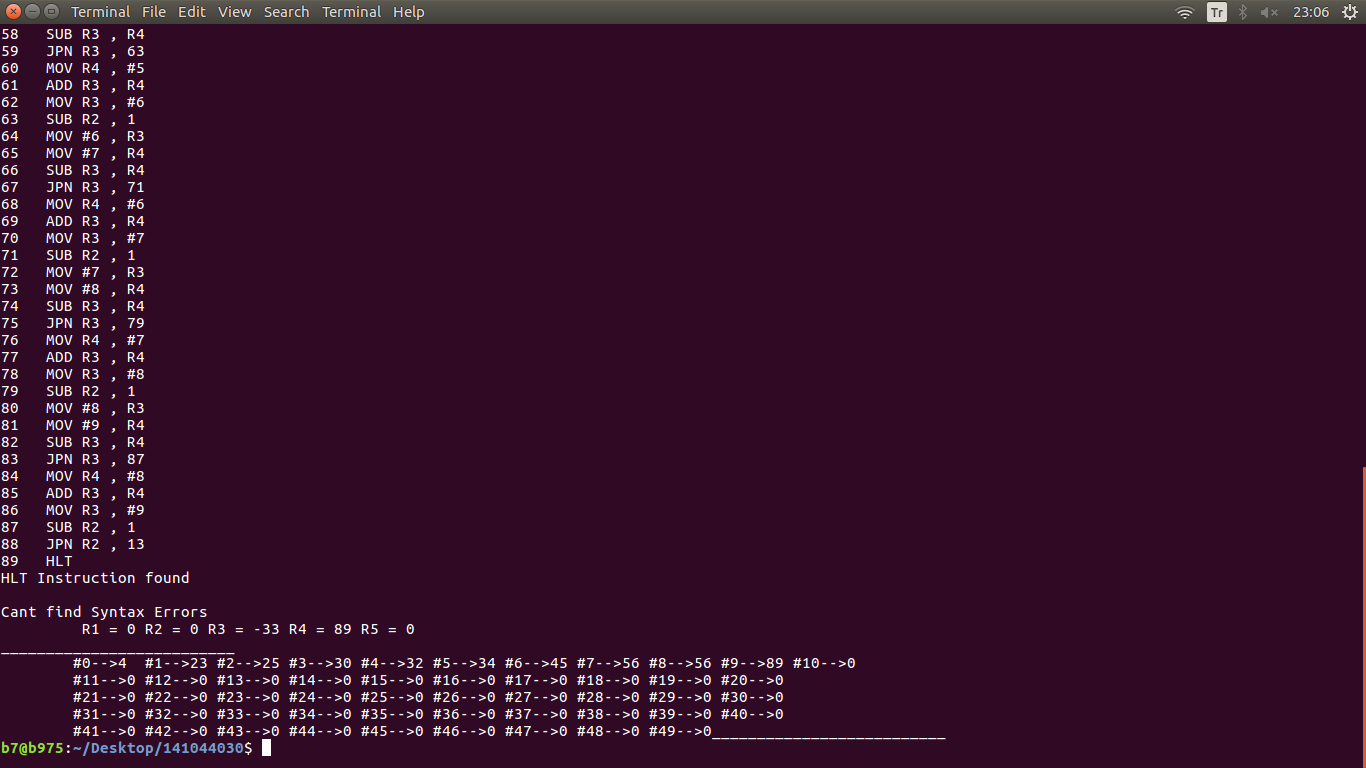 Terminal File Edit View Search Terminal Help Tr 23:06
58 SUB R3 , R4
59 JPN R3 , 63
60 MOV R4 , #5
61 ADD R3 , R4
62 MOV R3 , #6
63 SUB R2 , 1
64 MOV #6 , R3
65 MOV #7 , R4
66 SUB R3 , R4
67 JPN R3 , 71
68 MOV R4 , #6
69 ADD R3 , R4
70 MOV R3 , #7
71 SUB R2 , 1
72 MOV #7 , R3
73 MOV #8 , R4
74 SUB R3 , R4
75 JPN R3 , 79
76 MOV R4 , #7
77 ADD R3 , R4
78 MOV R3 , #8
79 SUB R2 , 1
80 MOV #8 , R3
81 MOV #9 , R4
82 SUB R3 , R4
83 JPN R3 , 87
84 MOV R4 , #8
85 ADD R3 , R4
86 MOV R3 , #9
87 SUB R2 , 1
88 JPN R2 , 13
89 HLT
HLT Instruction found
Cant find Syntax Errors
R1 = 0 R2 = 0 R3 = -33 R4 = 89 R5 = 0
__________________________
#0-->4 #1-->23 #2-->25 #3-->30 #4-->32 #5-->34 #6-->45 #7-->56 #8-->56 #9-->89 #10-->0
#11-->0 #12-->0 #13-->0 #14-->0 #15-->0 #16-->0 #17-->0 #18-->0 #19-->0 #20-->0
#21-->0 #22-->0 #23-->0 #24-->0 #25-->0 #26-->0 #27-->0 #28-->0 #29-->0 #30-->0
#31-->0 #32-->0 #33-->0 #34-->0 #35-->0 #36-->0 #37-->0 #38-->0 #39-->0 #40-->0
#41-->0 #42-->0 #43-->0 #44-->0 #45-->0 #46-->0 #47-->0 #48-->0 #49-->0__________________________
b7@b975:~/Desktop/141044030$